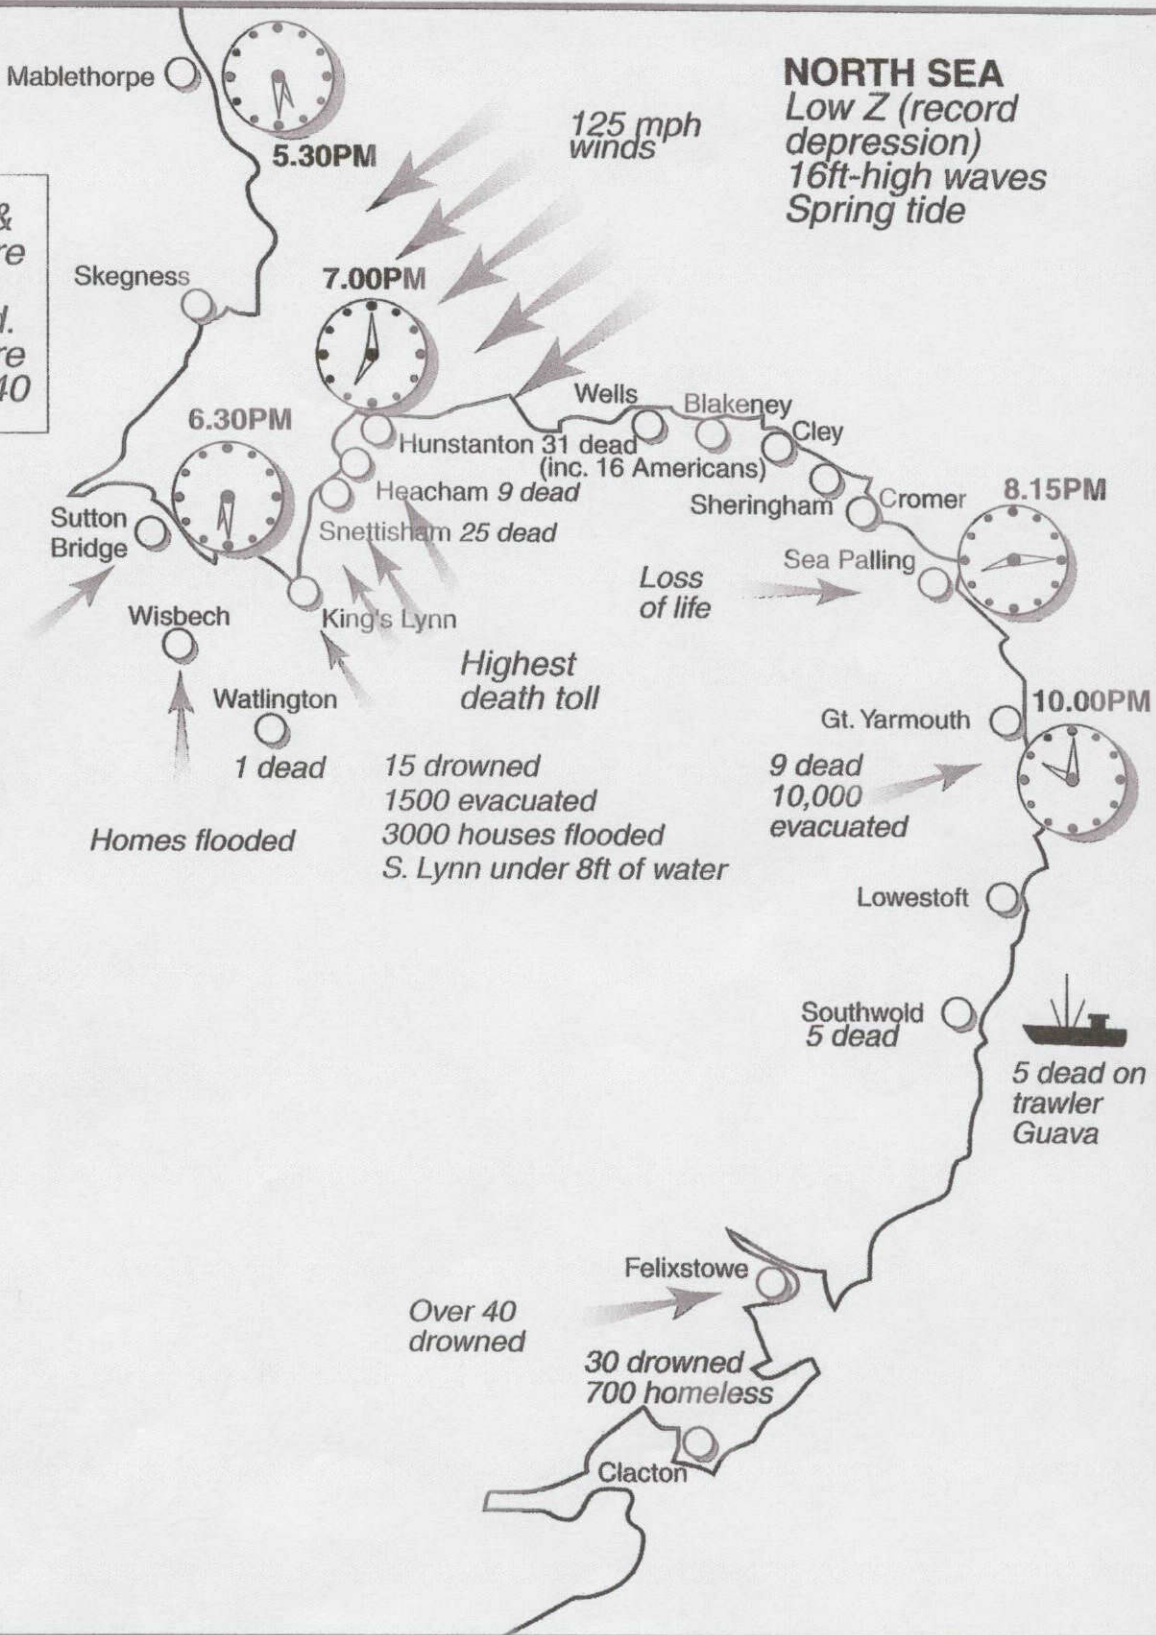 Mablethorpe
5.30PM
125 mph
winds
NORTH SEA
Low Z (record
depression)
16ft-high waves
Spring tide
&
re
d.
re
40
Skegness
7.00PM
6.30PM
Wells
Blakeney
Cley
Hunstanton 31 dead
(inc. 16 Americans)
Heacham 9 dead
Snettisham 25 dead
Sheringham
Cromer
8.15PM
Sutton
Bridge
Sea Palling
Loss
of life
Wisbech
King's Lynn
Highest
death toll
Watlington
1 dead
Gt. Yarmouth
10.00PM
15 drowned
1500 evacuated
3000 houses flooded
S. Lynn under 8ft of water
9 dead
10,000
evacuated
Homes flooded
Lowestoft
Southwold
5 dead
5 dead on
trawler
Guava
Felixstowe
Over 40
drowned
30 drowned
700 homeless
Clacton